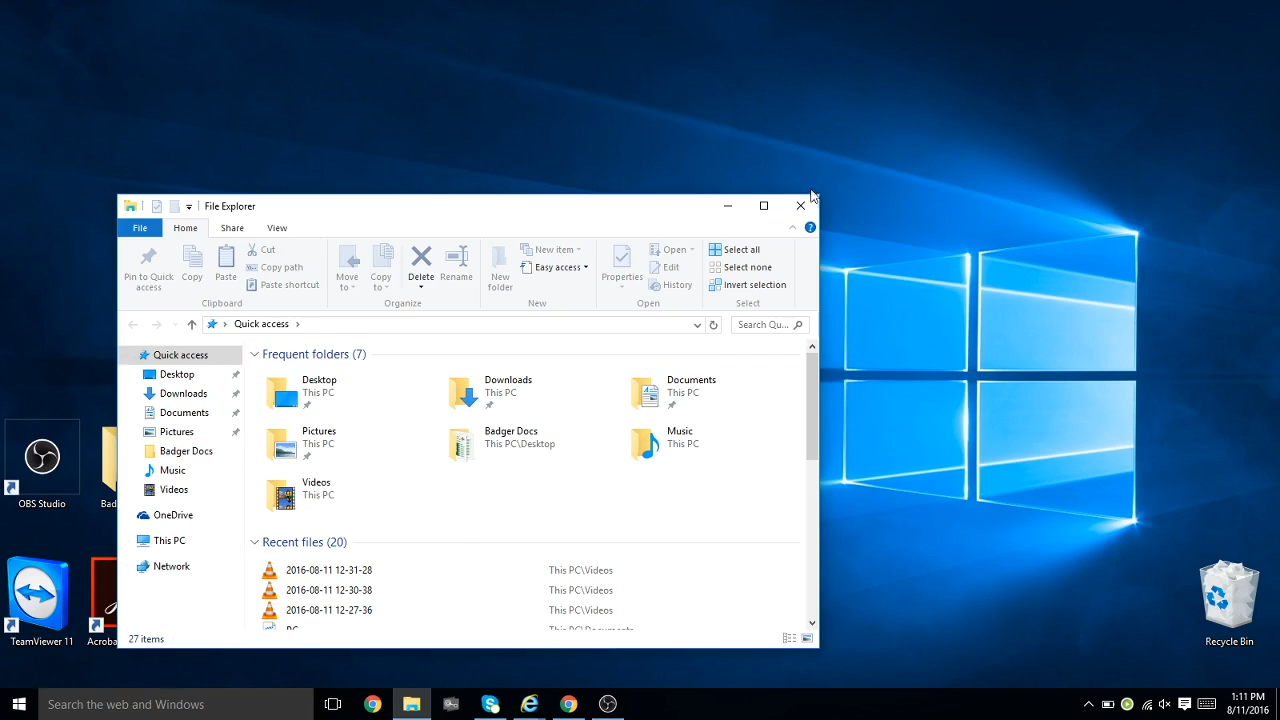 File Explorer
File Home Share View
Pin to Quick access
Copy
Paste
Cut
Copy path
Paste shortcut
Clipboard
Move to
Copy to
Delete
Rename
Organize
New folder
New item
Easy access
New
Properties
Open
Edit
History
Open
Select all
Select none
Invert selection
Select
Quick access
Search Qu...
Quick access
Desktop
Downloads
Documents
Pictures
Badger Docs
Music
Videos
OneDrive
This PC
Network
Frequent folders (7)
Desktop
This PC
Downloads
This PC
Documents
This PC
Pictures
This PC
Badger Docs
This PC\Desktop
Music
This PC
Videos
This PC
Recent files (20)
2016-08-11 12-31-28 This PC\Videos
2016-08-11 12-30-38 This PC\Videos
2016-08-11 12-27-36 This PC\Videos
PC This PC\Documents
27 items
OBS Studio
Bad
TeamViewer 11
Acroba
Recycle Bin
Search the web and Windows
1:11 PM
8/11/2016